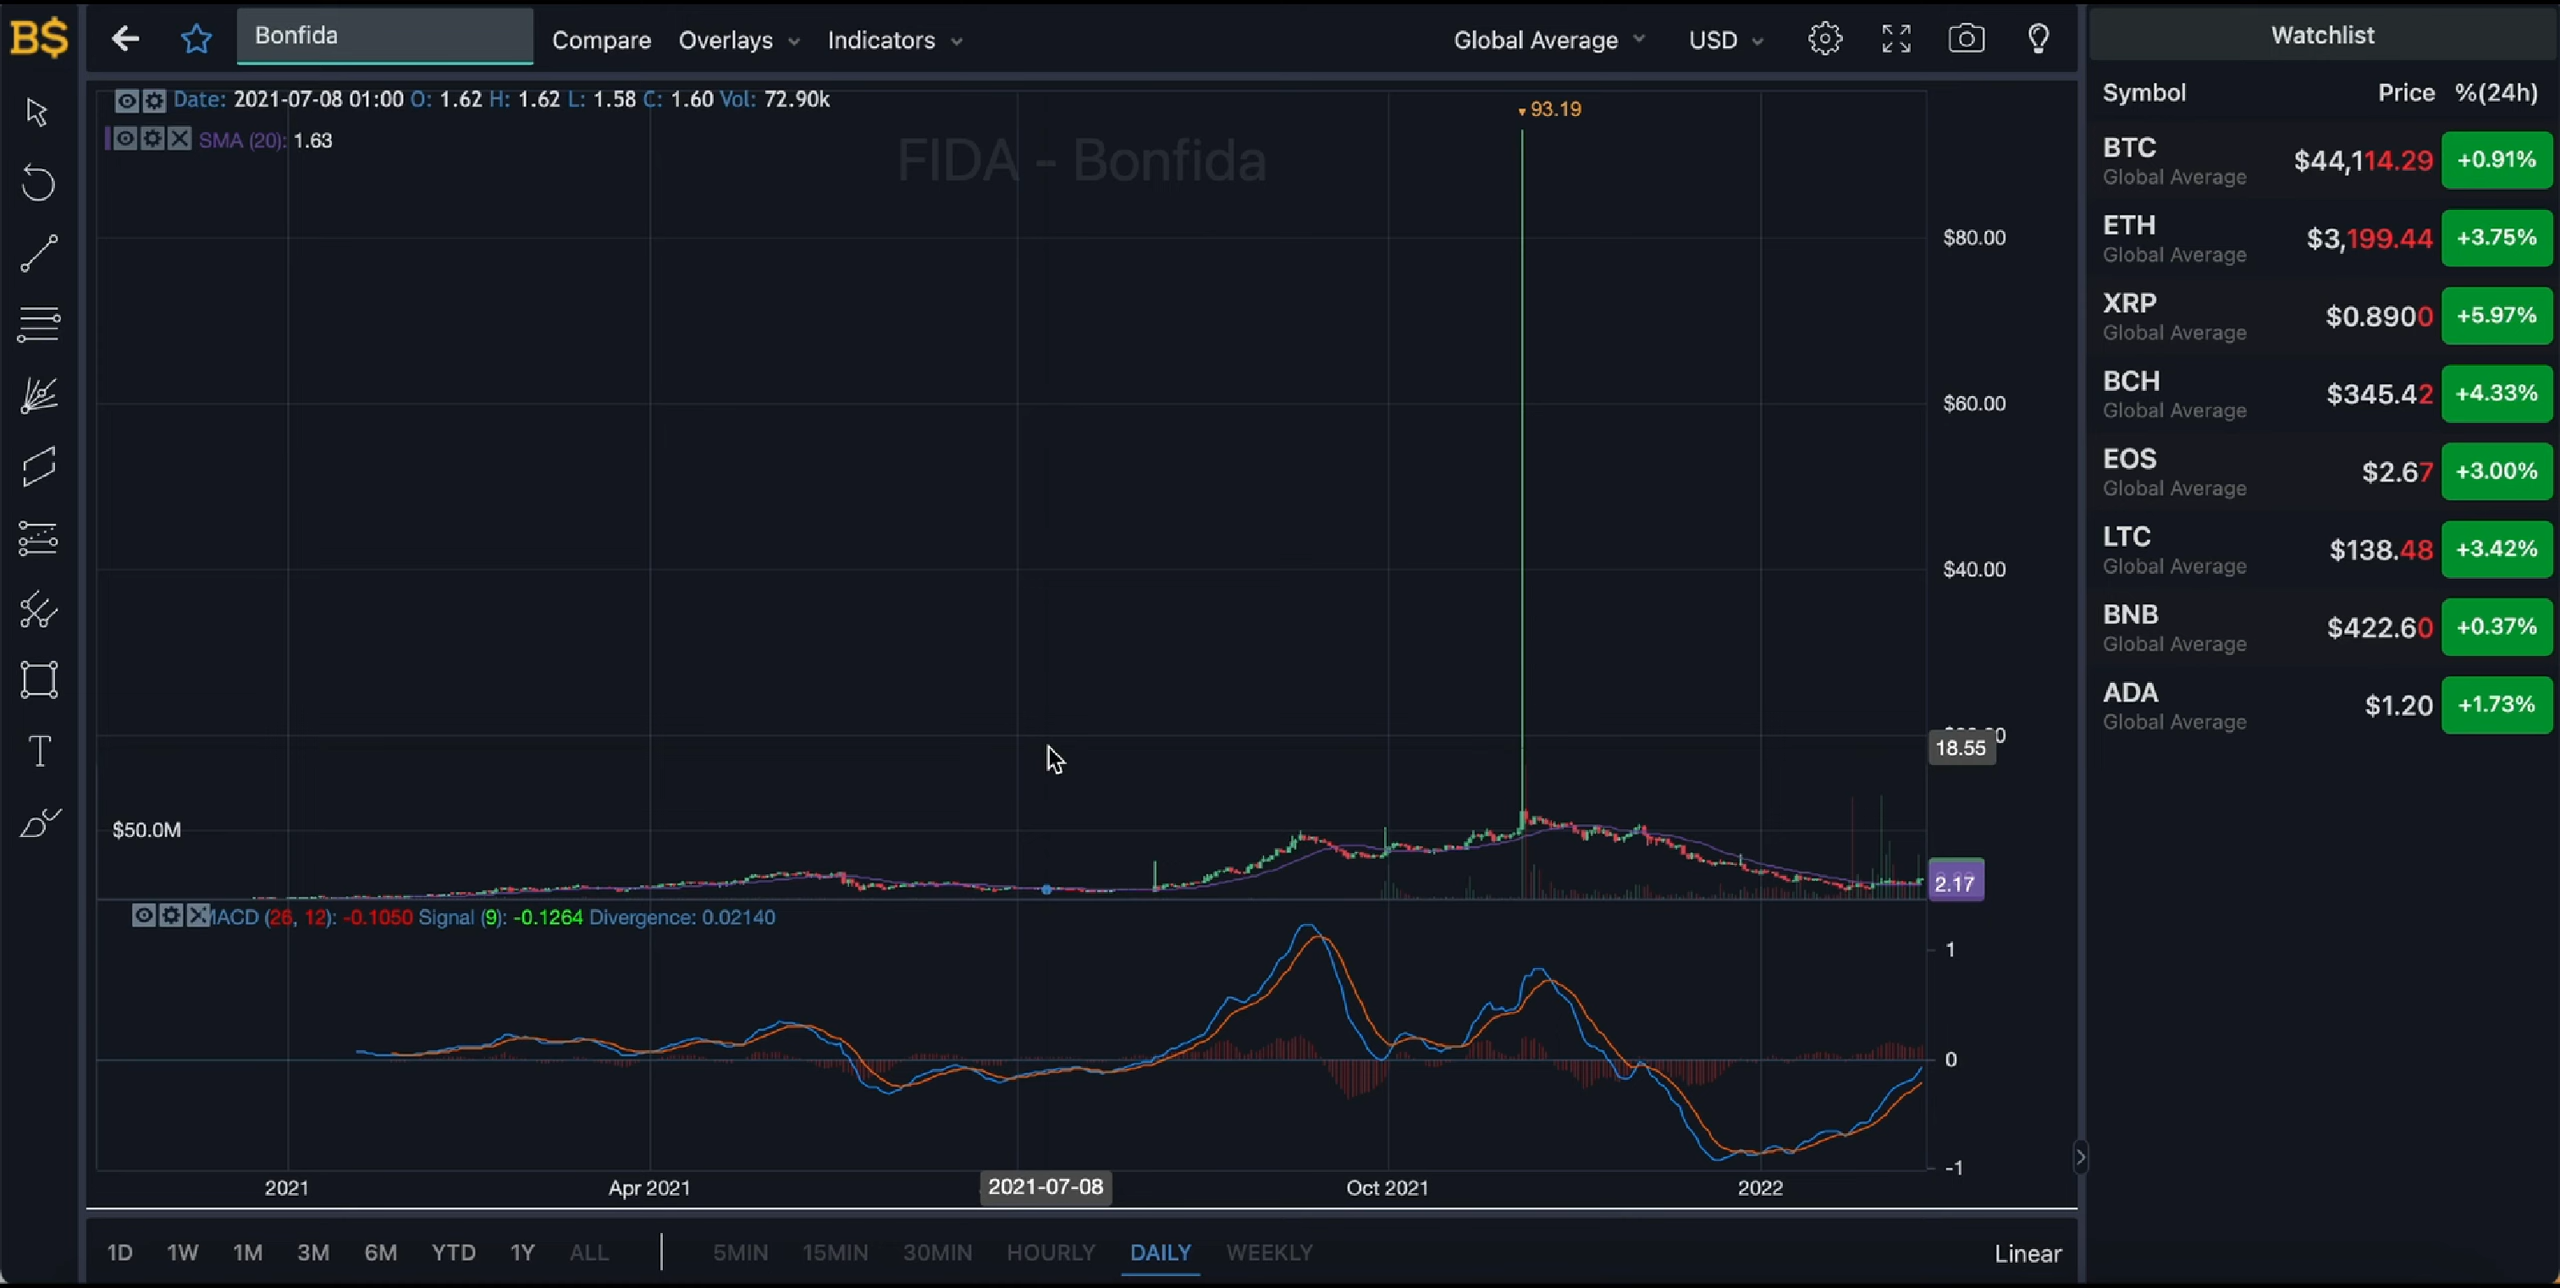 B$
Bonfida
Compare
Overlays
Indicators
Global Average
USD
Date: 2021-07-08 01:00 O: 1.62 H: 1.62 L: 1.58 C: 1.60 Vol: 72.90k
SMA (20): 1.63
FIDA - Bonfida
93.19
$80.00
$60.00
$40.00
18.55
$50.0M
2.17
MACD (26, 12): -0.1050 Signal (9): -0.1264 Divergence: 0.02140
1
0
-1
2021
Apr 2021
2021-07-08
Oct 2021
2022
1D 1W 1M 3M 6M YTD 1Y ALL
5MIN 15MIN 30MIN HOURLY DAILY WEEKLY
Linear
Watchlist
Symbol Price %(24h)
BTC $44,114.29 +0.91%
Global Average
ETH $3,199.44 +3.75%
Global Average
XRP $0.8900 +5.97%
Global Average
BCH $345.42 +4.33%
Global Average
EOS $2.67 +3.00%
Global Average
LTC $138.48 +3.42%
Global Average
BNB $422.60 +0.37%
Global Average
ADA $1.20 +1.73%
Global Average